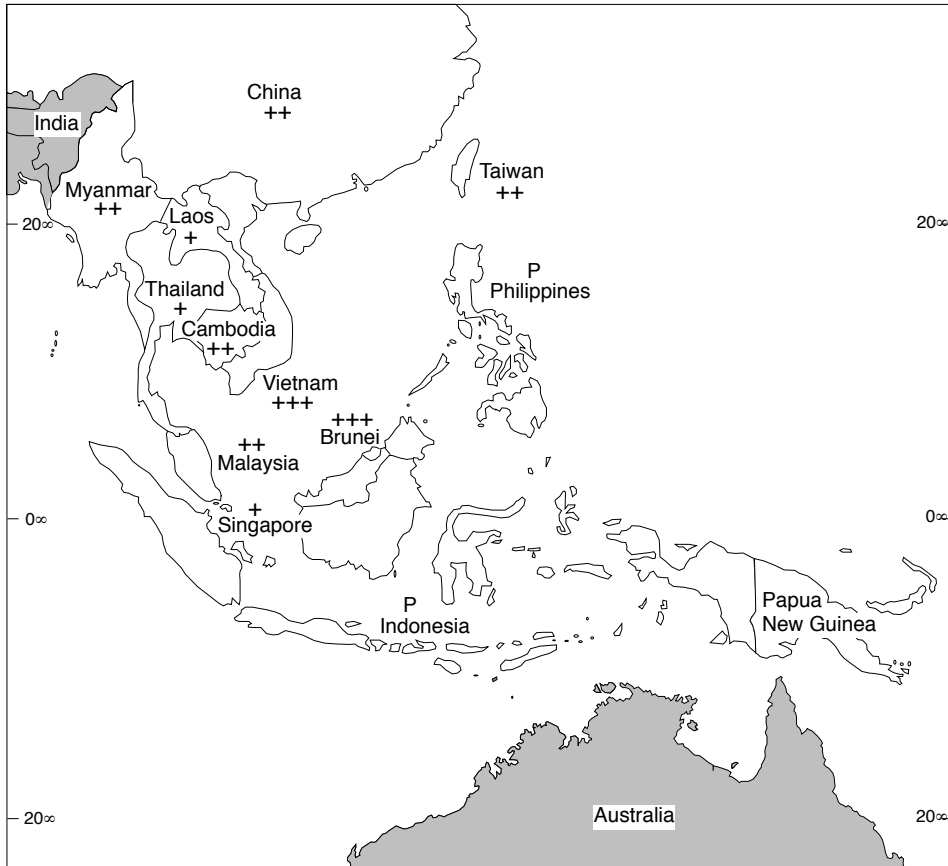 China
++
India
Taiwan
++
Myanmar
++
Laos
+
20∞
20∞
P
Philippines
Thailand
+
Cambodia
++
Vietnam
+++
+++
Brunei
++
Malaysia
+
Singapore
0∞
0∞
P
Indonesia
Papua
New Guinea
Australia
20∞
20∞